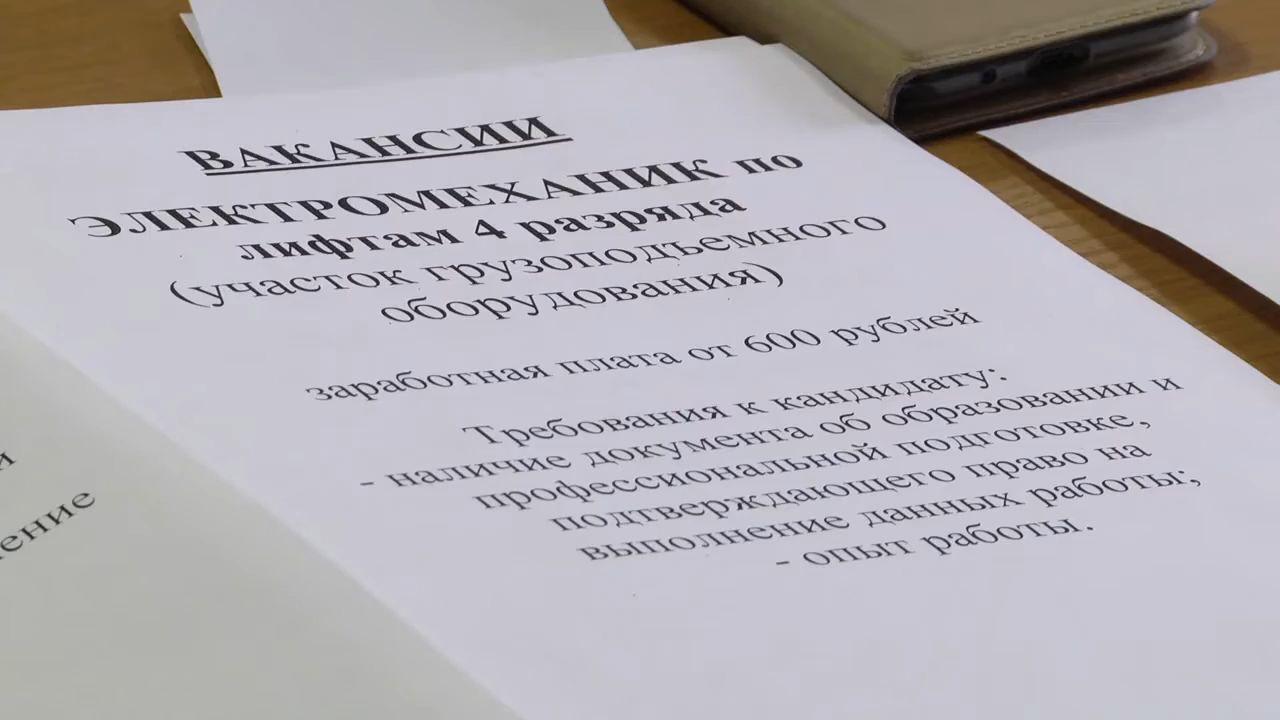 ВАКАНСИИ
ЭЛЕКТРОМЕХАНИК по
лифтам 4 разряда
(участок грузоподъемного
оборудования)
заработная плата от 600 рублей
Требования к кандидату:
- наличие документа об образовании и
профессиональной подготовке,
подтверждающего право на
выполнение данных работы:;
- опыт работы.